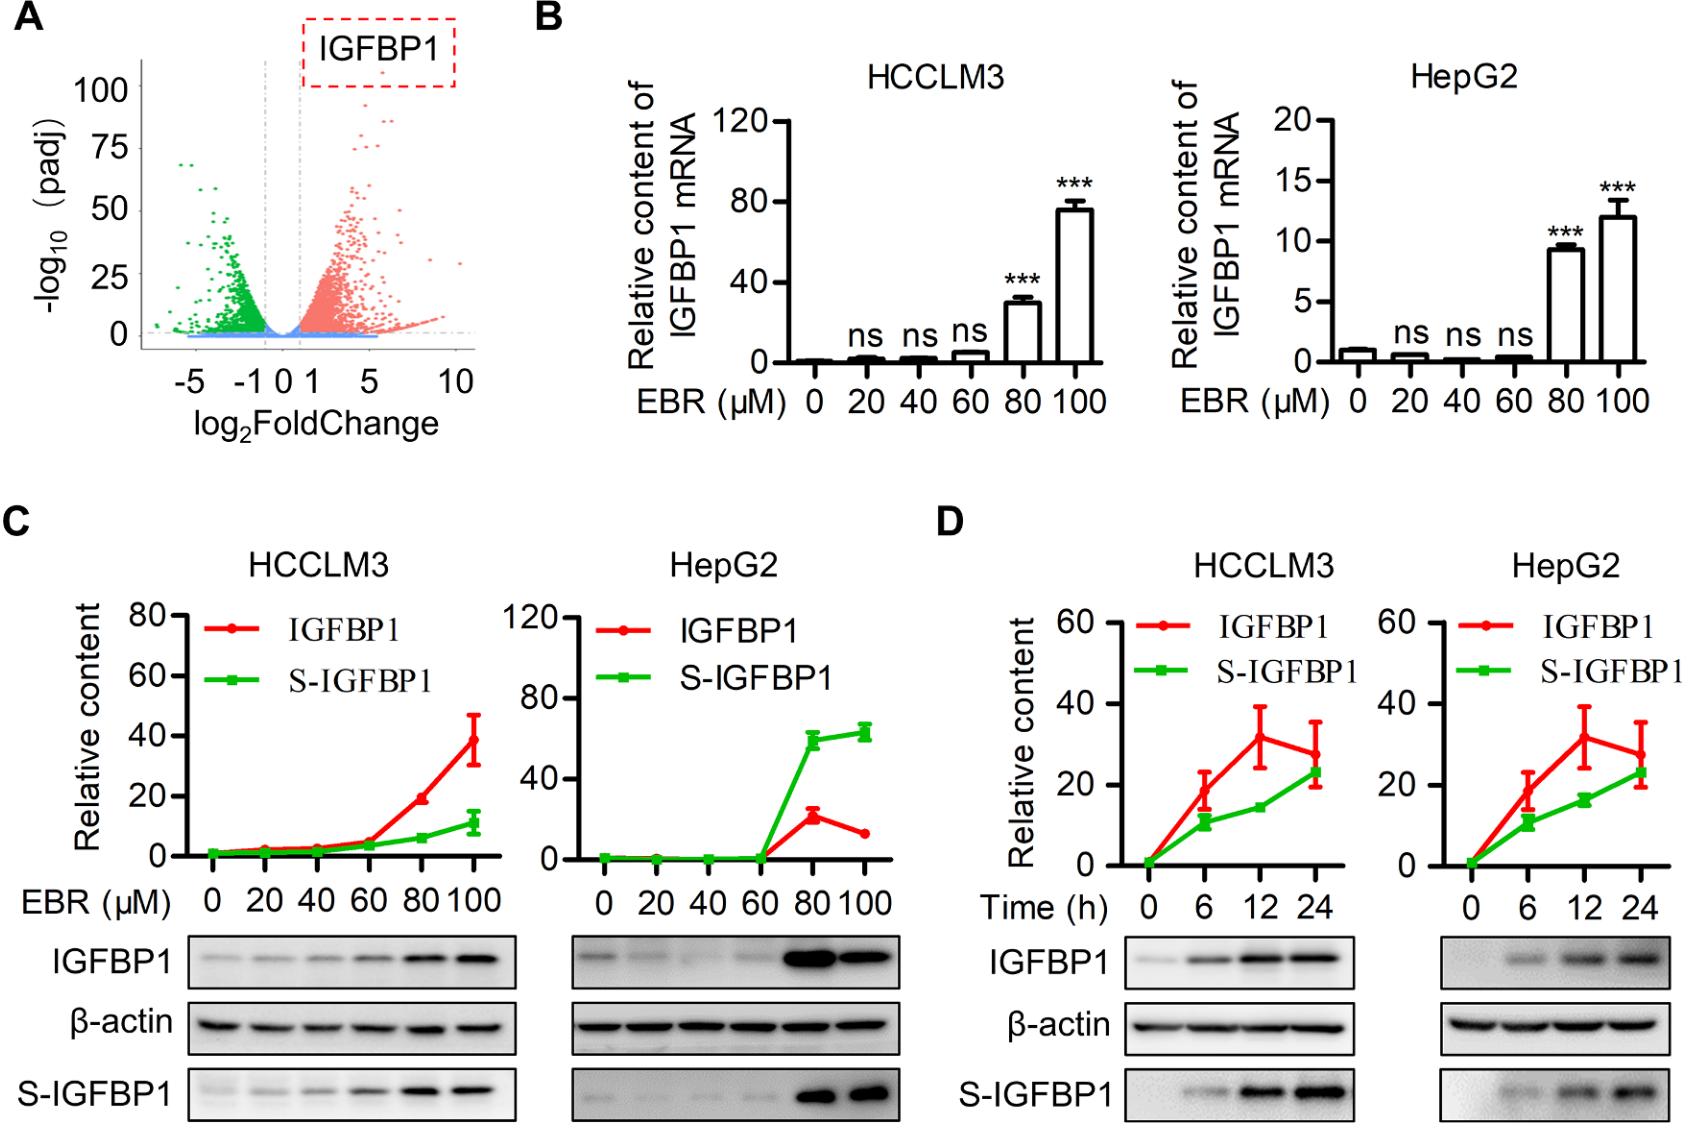 A
IGFBP1
-log10 (padj)
100
75
50
25
0
-5 -1 0 1 5 10
log2FoldChange
B
HCCLM3
Relative content of
IGFBP1 mRNA
120
80
40
0
ns ns ns *** ***
EBR (μM) 0 20 40 60 80 100
HepG2
Relative content of
IGFBP1 mRNA
20
15
10
5
0
ns ns ns *** ***
EBR (μM) 0 20 40 60 80 100
C
HCCLM3
Relative content
80
60
40
20
0
IGFBP1
S-IGFBP1
HepG2
120
80
40
0
IGFBP1
S-IGFBP1
EBR (μM) 0 20 40 60 80 100 0 20 40 60 80 100
IGFBP1
β-actin
S-IGFBP1
D
HCCLM3
Relative content
60
40
20
0
IGFBP1
S-IGFBP1
HepG2
60
40
20
0
IGFBP1
S-IGFBP1
Time (h) 0 6 12 24 0 6 12 24
IGFBP1
β-actin
S-IGFBP1